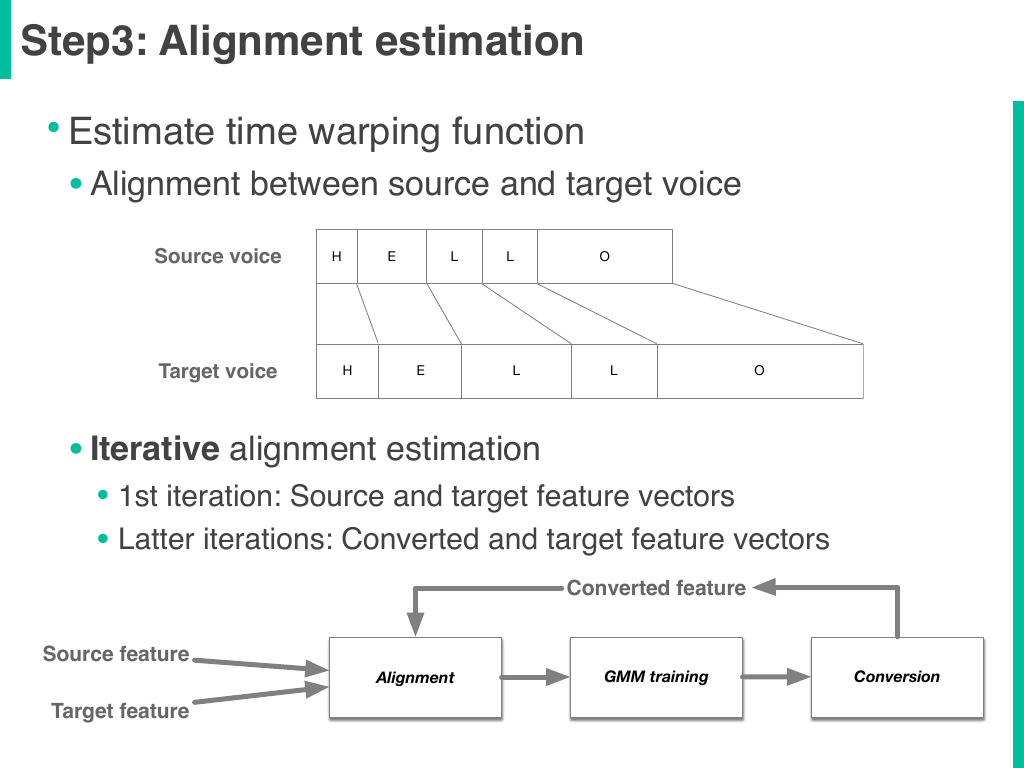 Step3: Alignment estimation
• Estimate time warping function
• Alignment between source and target voice
Source voice H E L L O
Target voice H E L L O
• Iterative alignment estimation
• 1st iteration: Source and target feature vectors
• Latter iterations: Converted and target feature vectors
Converted feature
Source feature
Alignment GMM training Conversion
Target feature